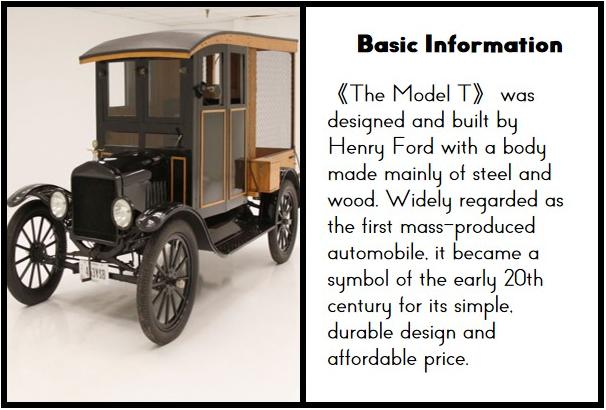 Basic Information
《The Model T》 was
designed and built by
Henry Ford with a body
made mainly of steel and
wood. Widely regarded as
the first mass-produced
automobile, it became a
symbol of the early 20th
century for its simple,
durable design and
affordable price.